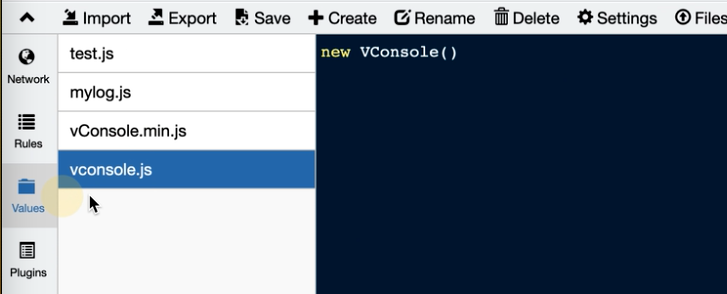 Import Export Save Create Rename Delete Settings Files
Network
Rules
Values
Plugins
test.js
mylog.js
vConsole.min.js
vconsole.js
new VConsole()